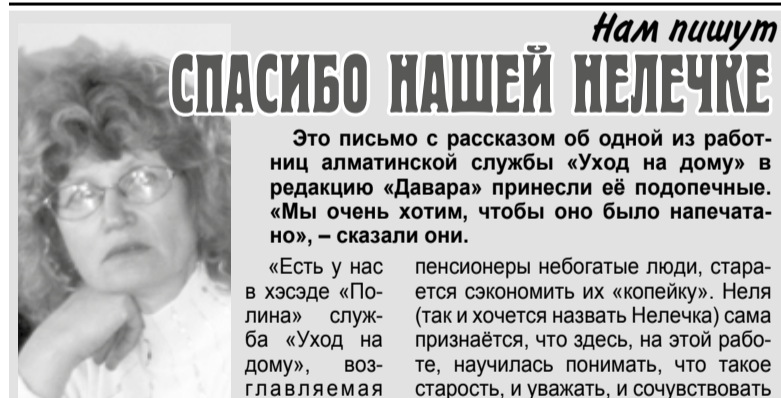 Нам пишут
СПАСИБО НАШЕЙ НЕЛЕЧКЕ
Это письмо с рассказом об одной из работ-
ниц алматинской службы «Уход на дому» в
редакцию «Давара» принесли её подопечные.
«Мы очень хотим, чтобы оно было напечата-
но», – сказали они.
«Есть у нас
в хэсэде «По-
лина» служ-
ба «Уход на
дому», воз-
главляемая
пенсионеры небогатые люди, стара-
ется сэкономить их «копейку». Неля
(так и хочется назвать Нелечка) сама
признаётся, что здесь, на этой рабо-
те, научилась понимать, что такое
старость, и уважать, и сочувствовать